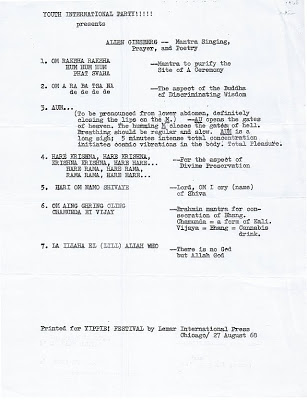 YOUTH INTERNATIONAL PARTY!!!!!
presents
ALLEN GINSBERG -- Mantra Singing,
Prayer, and Poetry
1. OM RAKSHA RAKSHA --Mantra to purify the
HUM HUM HUM Site of A Ceremony
PHAT SVAHA
2. OM A RA BA TSA NA --The aspect of the Buddha
de de de de de of Discriminating Wisdom
3. AUM...
(To be pronounced from lower abdomen, definitely
closing the lips on the M.) --AU opens the gates
of heaven. The humming M closes the gates of hell.
Breathing should be regular and slow. AUM is a
long sigh; 5 minutes intense total concentration
initiates cosmic vibrations in the body. Total Pleasure.
4. HARE KRISHNA, HARE KRISHNA, --For the aspect of
KRISHNA KRISHNA, HARE HARE... Divine Preservation
HARE RAMA, HARE RAMA,
RAMA RAMA, HARE HARE...
5. HARI OM NAMO SHIVAYE --Lord, OM I cry (name)
of Shiva
6. OM AING GHRING CLING --Brahmin mantra for con-
CHAMUNDA HI VIJAY secration of Bhang.
Chamunda = a form of Kali.
Vijaya = Bhang = Cannabis
drink.
7. LA ILLAHA EL (LILL) ALLAH WHO --There is no God
but Allah God
Printed for YIPPIE! FESTIVAL by Lemar International Press
Chicago/ 27 August 68